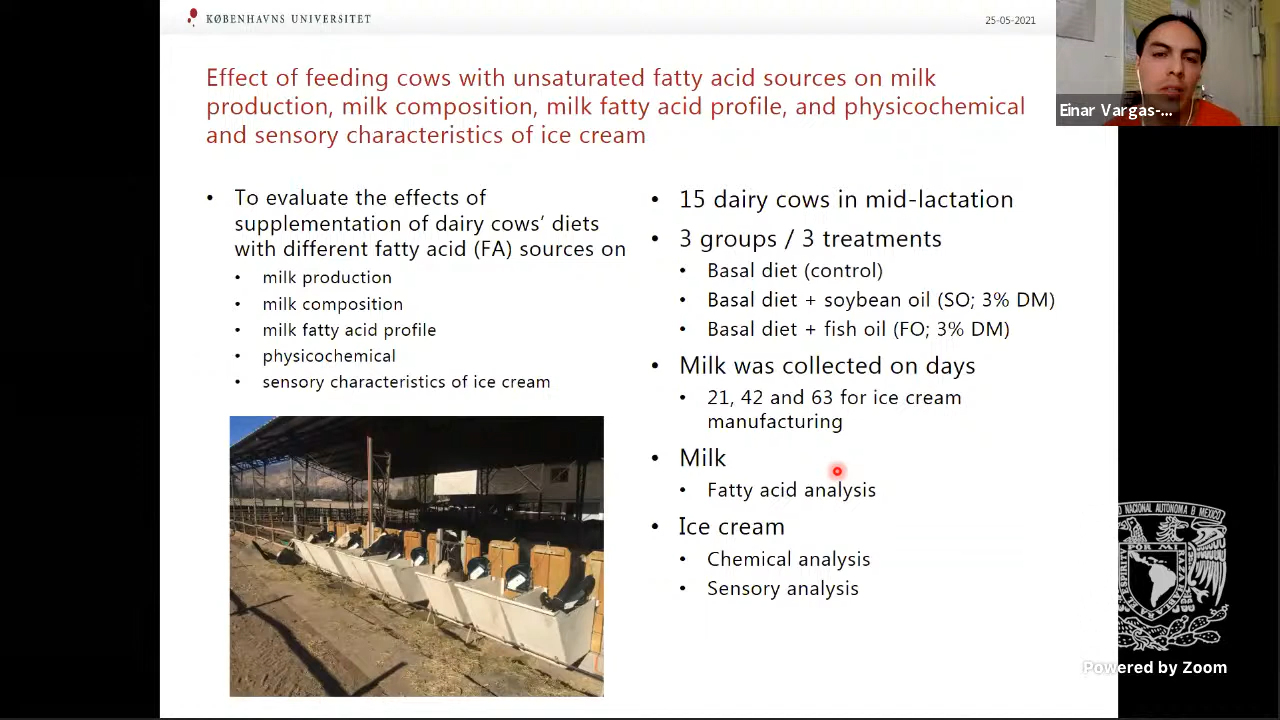 KØBENHAVNS UNIVERSITET
25-05-2021
Einar Vargas-...
Effect of feeding cows with unsaturated fatty acid sources on milk
production, milk composition, milk fatty acid profile, and physicochemical
and sensory characteristics of ice cream
• To evaluate the effects of
supplementation of dairy cows’ diets
with different fatty acid (FA) sources on
• milk production
• milk composition
• milk fatty acid profile
• physicochemical
• sensory characteristics of ice cream
• 15 dairy cows in mid-lactation
• 3 groups / 3 treatments
• Basal diet (control)
• Basal diet + soybean oil (SO; 3% DM)
• Basal diet + fish oil (FO; 3% DM)
• Milk was collected on days
• 21, 42 and 63 for ice cream
manufacturing
• Milk
• Fatty acid analysis
• Ice cream
• Chemical analysis
• Sensory analysis
NACIONAL AUTONOMA
POR MI
Powered by Zoom